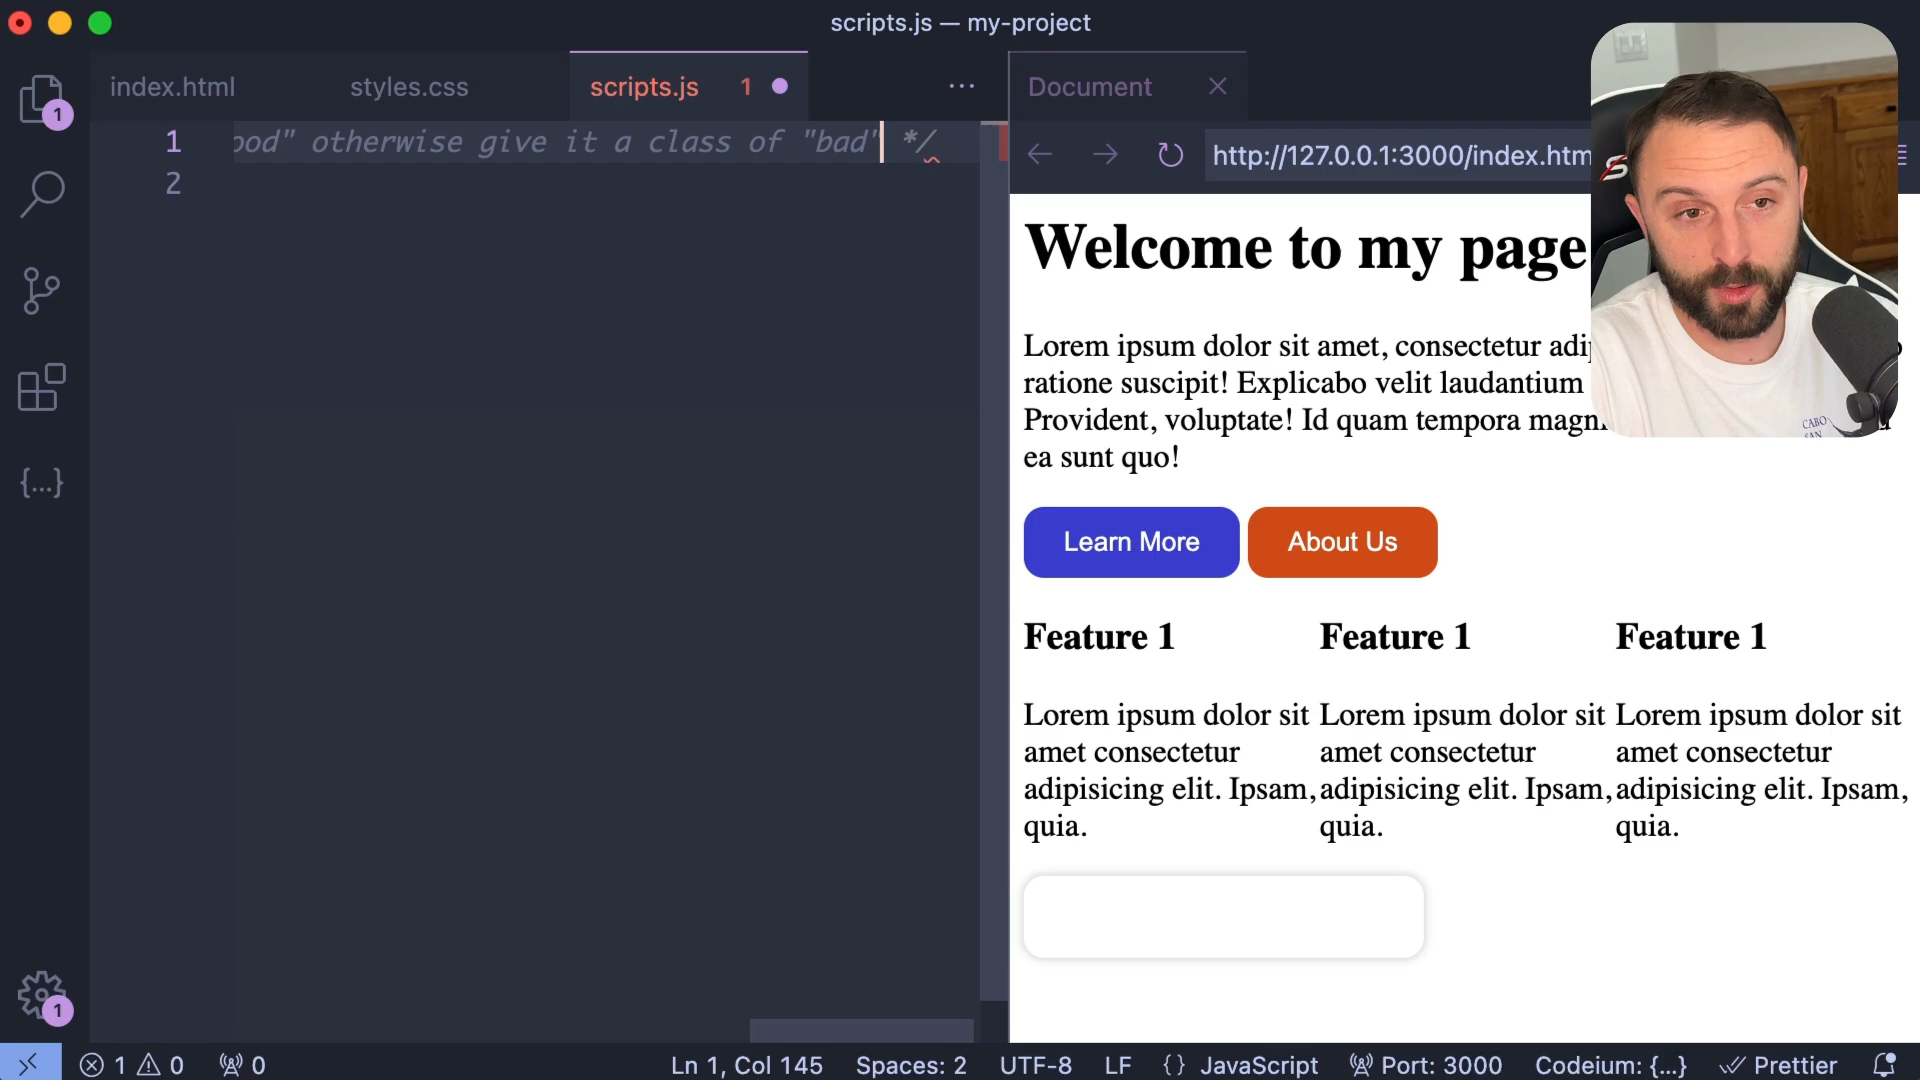 scripts.js — my-project
index.html
styles.css
scripts.js 1
Document
1
1 ood" otherwise give it a class of "bad" */
2
http://127.0.0.1:3000/index.htm
Welcome to my page
Lorem ipsum dolor sit amet, consectetur adip
ratione suscipit! Explicabo velit laudantium
Provident, voluptate! Id quam tempora magn
ea sunt quo!
Learn More
About Us
Feature 1
Lorem ipsum dolor sit
amet consectetur
adipisicing elit. Ipsam,
quia.
Feature 1
Lorem ipsum dolor sit
amet consectetur
adipisicing elit. Ipsam,
quia.
Feature 1
Lorem ipsum dolor sit
amet consectetur
adipisicing elit. Ipsam,
quia.
CABO
SAN
{...}
1
1 0 0 Ln 1, Col 145 Spaces: 2 UTF-8 LF {} JavaScript Port: 3000 Codeium: {...} Prettier